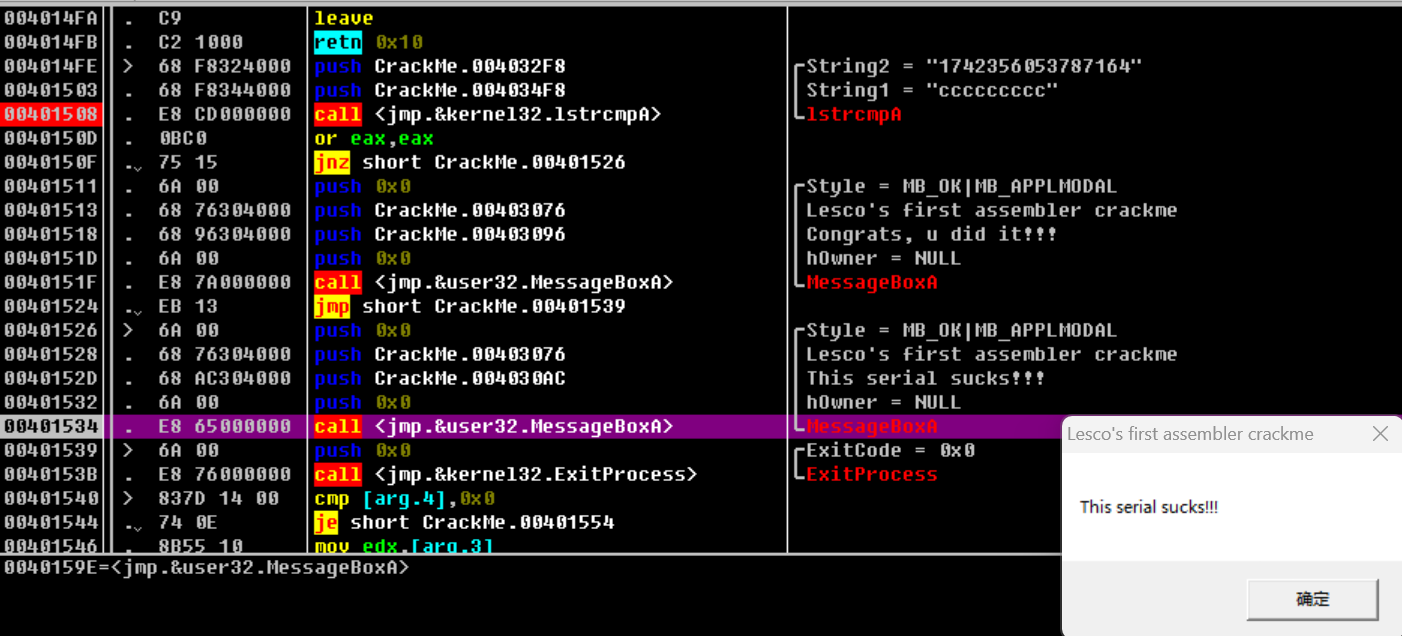 004014FA . C9 leave
004014FB . C2 1000 retn 0x10
004014FE > 68 F8324000 push CrackMe.004032F8 String2 = "1742356053787164"
00401503 . 68 F8344000 push CrackMe.004034F8 String1 = "ccccccccc"
00401508 . E8 CD000000 call <jmp.&kernel32.lstrcmpA> lstrcmpA
0040150D . 0BC0 or eax,eax
0040150F .v 75 15 jnz short CrackMe.00401526
00401511 . 6A 00 push 0x0 Style = MB_OK|MB_APPLMODAL
00401513 . 68 76304000 push CrackMe.00403076 Lesco's first assembler crackme
00401518 . 68 96304000 push CrackMe.00403096 Congrats, u did it!!!
0040151D . 6A 00 push 0x0 hOwner = NULL
0040151F . E8 7A000000 call <jmp.&user32.MessageBoxA> MessageBoxA
00401524 .v EB 13 jmp short CrackMe.00401539
00401526 > 6A 00 push 0x0 Style = MB_OK|MB_APPLMODAL
00401528 . 68 76304000 push CrackMe.00403076 Lesco's first assembler crackme
0040152D . 68 AC304000 push CrackMe.004030AC This serial sucks!!!
00401532 . 6A 00 push 0x0 hOwner = NULL
00401534 . E8 65000000 call <jmp.&user32.MessageBoxA> MessageBoxA
00401539 > 6A 00 push 0x0 ExitCode = 0x0
0040153B . E8 76000000 call <jmp.&kernel32.ExitProcess> ExitProcess
00401540 > 837D 14 00 cmp [arg.4],0x0
00401544 .v 74 0E je short CrackMe.00401554
00401546 . 8B55 10 mov edx,[arg.3]
0040159E=<jmp.&user32.MessageBoxA>
Lesco's first assembler crackme
This serial sucks!!!
确定